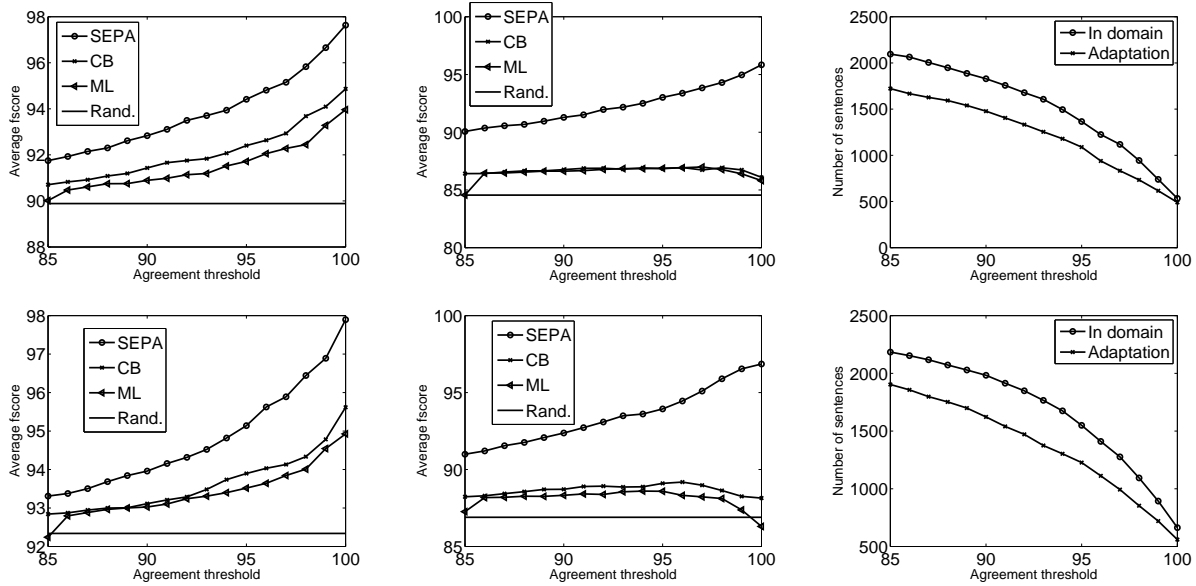 98
96
94
92
90
88
SEPA
CB
ML
Rand.
Average fscore
85 90 95 100
Agreement threshold
100
95
90
85
80
SEPA
CB
ML
Rand.
Average fscore
85 90 95 100
Agreement threshold
2500
2000
1500
1000
500
0
In domain
Adaptation
Number of sentences
85 90 95 100
Agreement threshold
98
97
96
95
94
93
92
SEPA
CB
ML
Rand.
Average fscore
85 90 95 100
Agreement threshold
100
95
90
85
SEPA
CB
ML
Rand.
Average fscore
85 90 95 100
Agreement threshold
2500
2000
1500
1000
500
In domain
Adaptation
Number of sentences
85 90 95 100
Agreement threshold